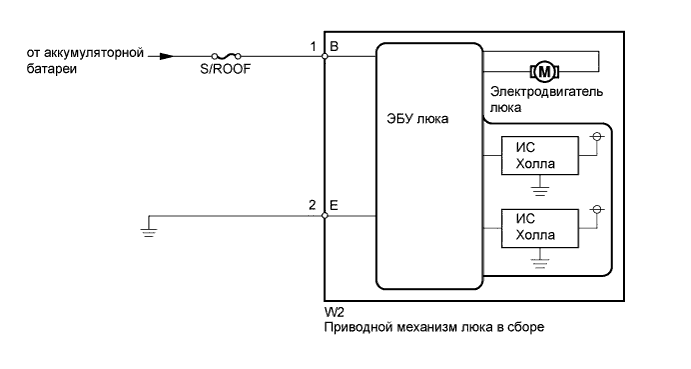 от аккумуляторной
батареи
S/ROOF
1 B
ЭБУ люка
M
Электродвигатель
люка
ИС
Холла
ИС
Холла
2 E
W2
Приводной механизм люка в сборе